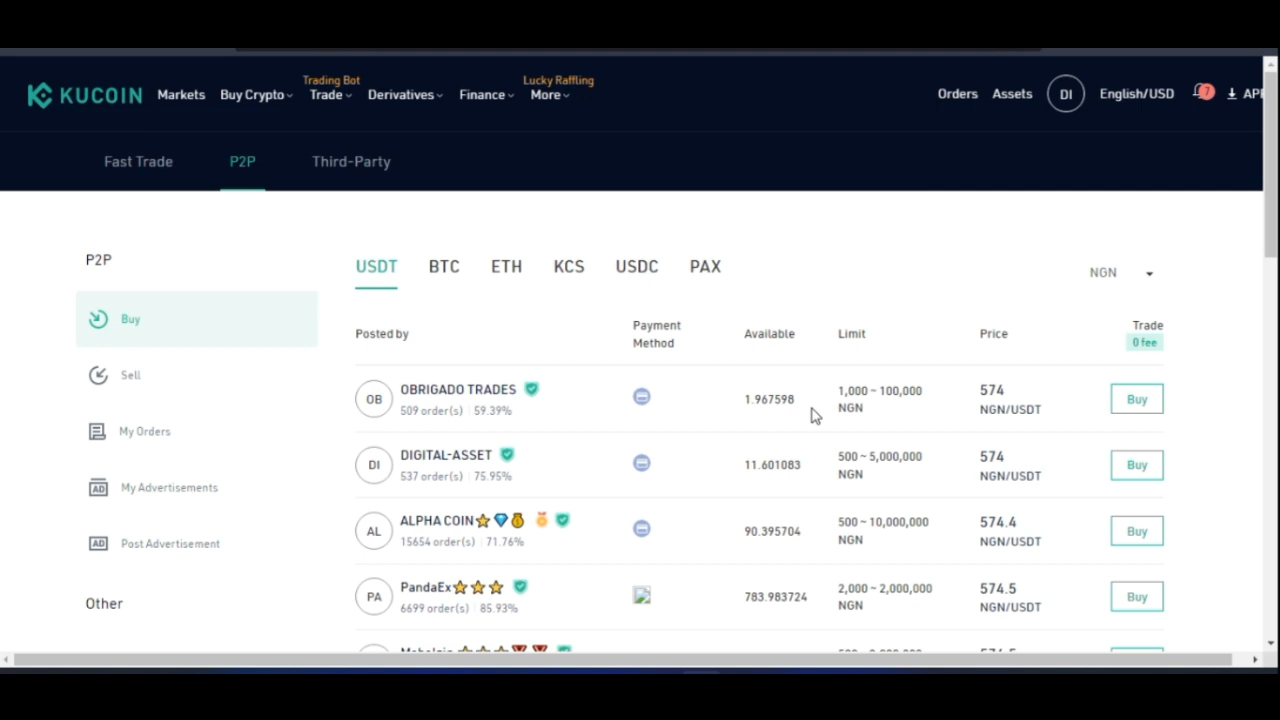 KUCOIN
Markets
Buy Crypto
Trading Bot
Trade
Derivatives
Finance
Lucky Raffling
More
Orders
Assets
DI
English/USD
7
Fast Trade
P2P
Third-Party
P2P
Buy
Sell
My Orders
AD My Advertisements
AD Post Advertisement
Other
USDT BTC ETH KCS USDC PAX
NGN
Posted by
Payment
Method
Available
Limit
Price
Trade
0 fee
OB
OBRIGADO TRADES
509 order(s) | 59.39%
1.967598
1,000 ~ 100,000
NGN
574
NGN/USDT
Buy
DI
DIGITAL-ASSET
537 order(s) | 75.95%
11.601083
500 ~ 5,000,000
NGN
574
NGN/USDT
Buy
AL
ALPHA COIN⭐💎💰
15654 order(s) | 71.76%
90.395704
500 ~ 10,000,000
NGN
574.4
NGN/USDT
Buy
PA
PandaEx⭐⭐⭐
6699 order(s) | 85.93%
783.983724
2,000 ~ 2,000,000
NGN
574.5
NGN/USDT
Buy